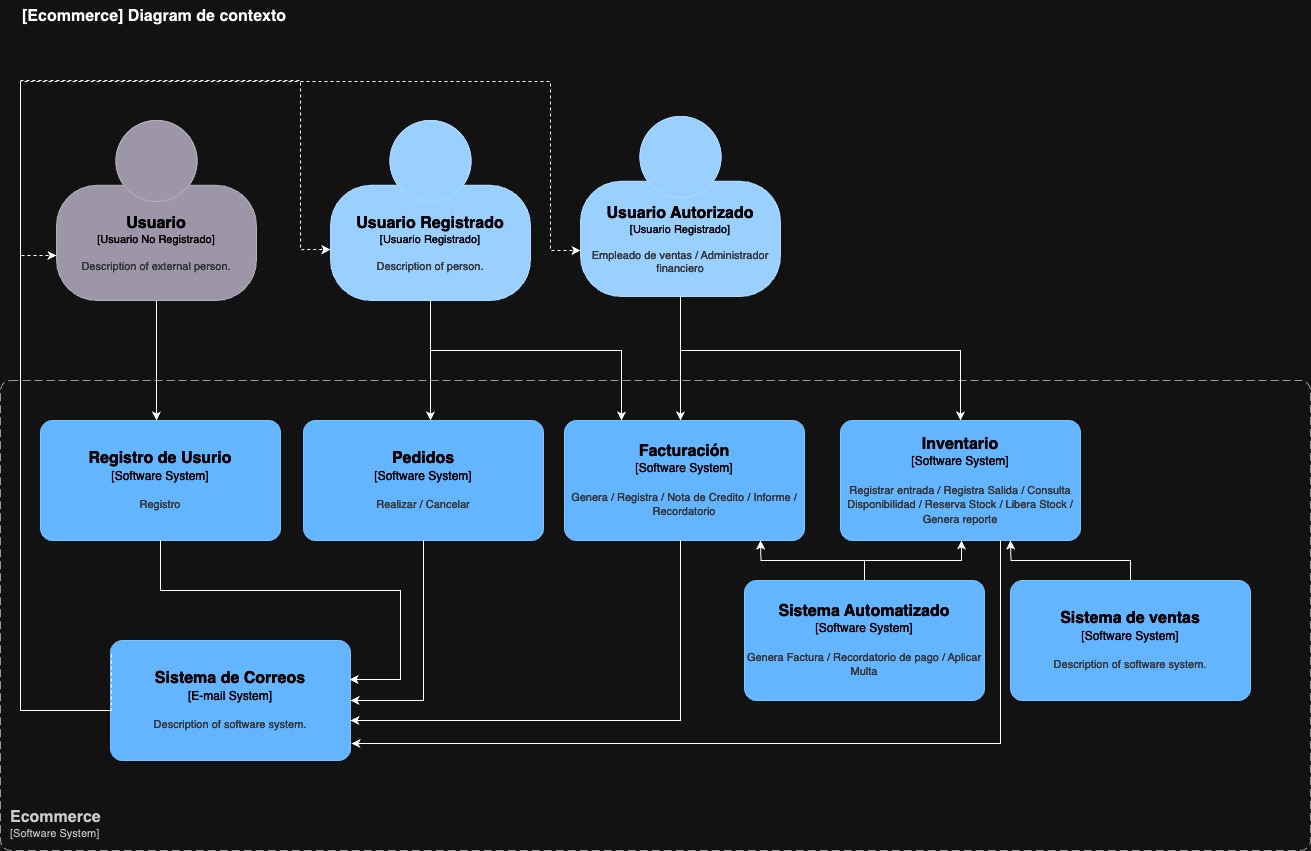 [Ecommerce] Diagram de contexto
Usuario
[Usuario No Registrado]
Description of external person.
Usuario Registrado
[Usuario Registrado]
Description of person.
Usuario Autorizado
[Usuario Registrado]
Empleado de ventas / Administrador
financiero
Registro de Usurio
[Software System]
Registro
Pedidos
[Software System]
Realizar / Cancelar
Facturación
[Software System]
Genera / Registra / Nota de Credito / Informe /
Recordatorio
Inventario
[Software System]
Registrar entrada / Registra Salida / Consulta
Disponibilidad / Reserva Stock / Libera Stock /
Genera reporte
Sistema Automatizado
[Software System]
Genera Factura / Recordatorio de pago / Aplicar
Multa
Sistema de ventas
[Software System]
Description of software system.
Sistema de Correos
[E-mail System]
Description of software system.
Ecommerce
[Software System]